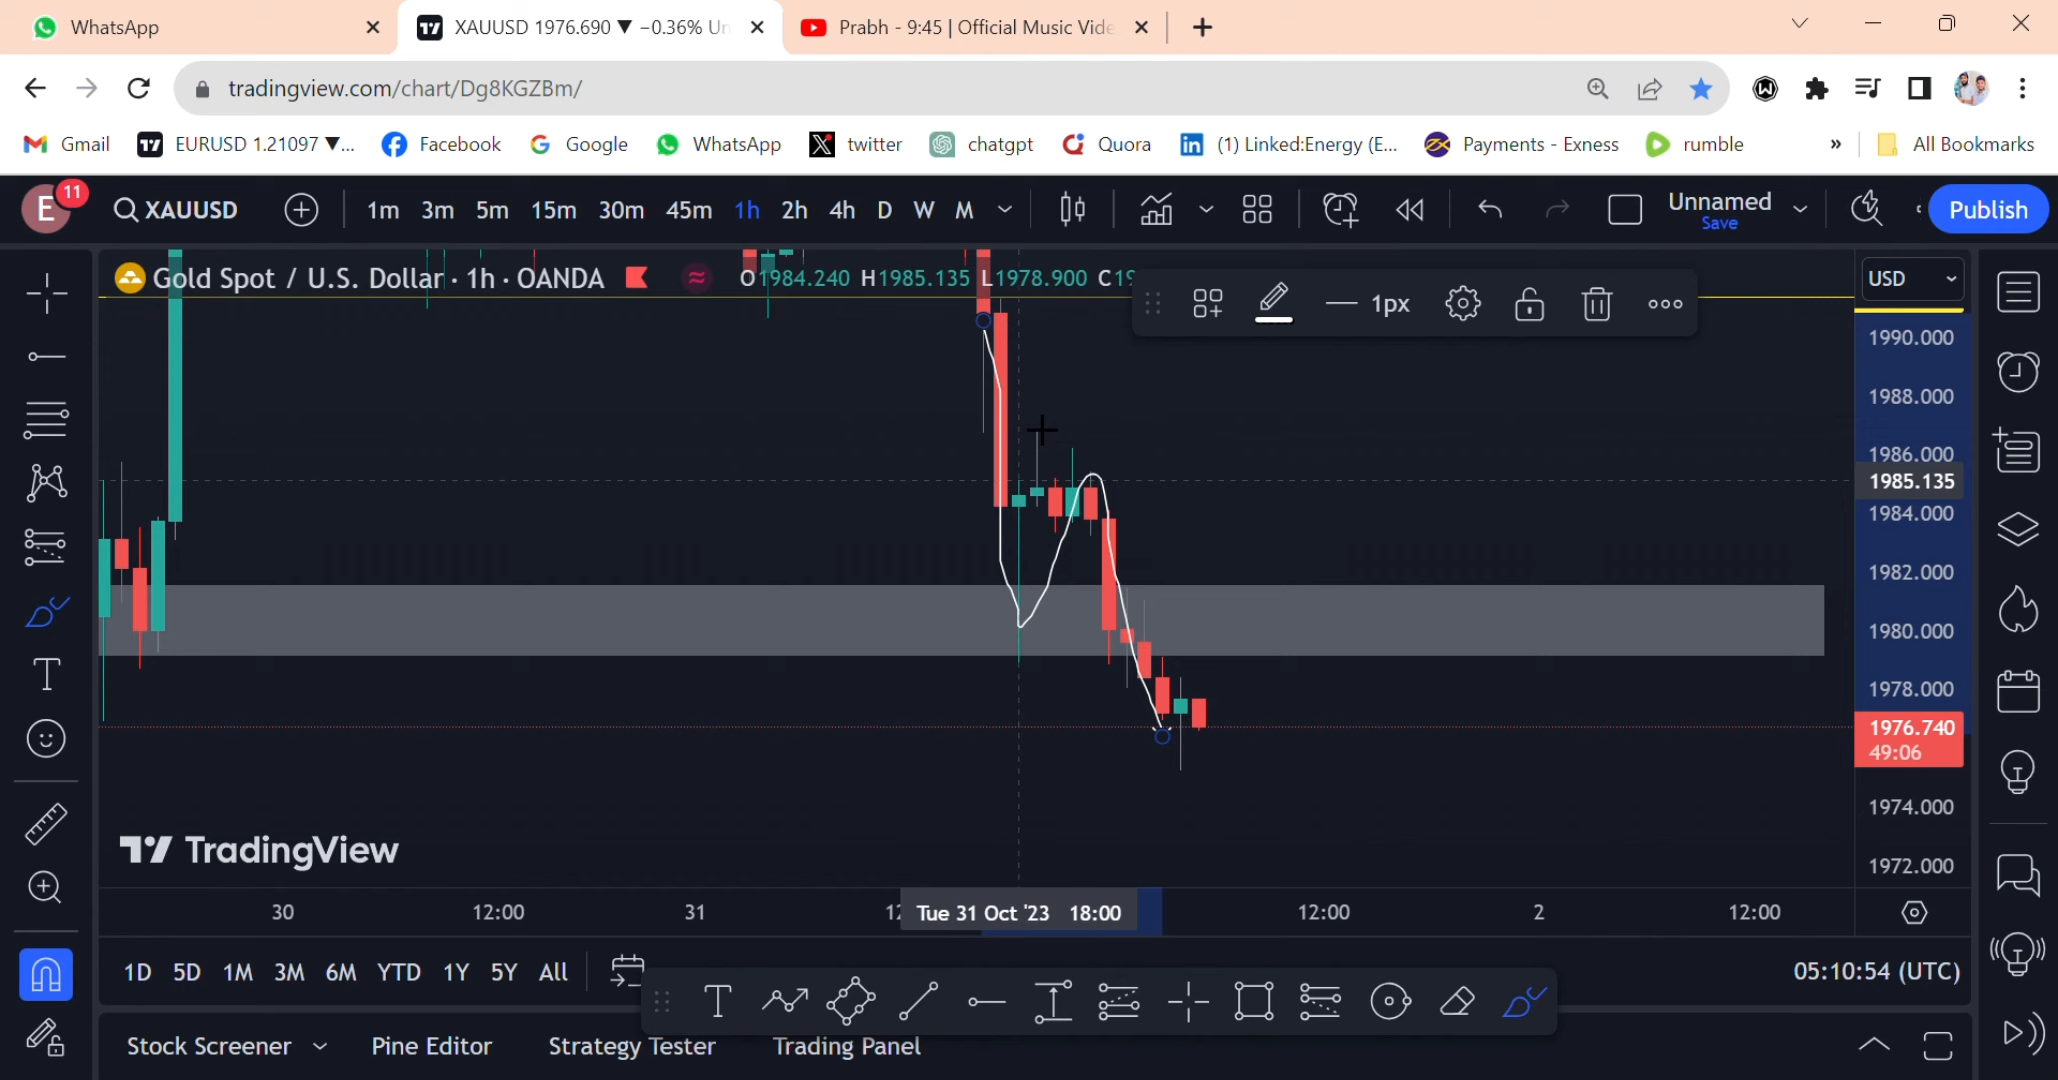 WhatsApp
XAUUSD 1976.690 ▼ −0.36% Un
Prabh - 9:45 | Official Music Vide
tradingview.com/chart/Dg8KGZBm/
Gmail
EURUSD 1.21097 ▼...
Facebook
Google
WhatsApp
twitter
chatgpt
Quora
(1) Linked:Energy (E...
Payments - Exness
rumble
»
All Bookmarks
E
11
XAUUSD
1m 3m 5m 15m 30m 45m 1h 2h 4h D W M
Unnamed
Save
Publish
Gold Spot / U.S. Dollar · 1h · OANDA
O1984.240 H1985.135 L1978.900 C19
1px
USD
1990.000
1988.000
1986.000
1985.135
1984.000
1982.000
1980.000
1978.000
1976.740
49:06
1974.000
1972.000
TradingView
30 12:00 31 12 Tue 31 Oct '23 18:00 12:00 2 12:00
1D 5D 1M 3M 6M YTD 1Y 5Y All
05:10:54 (UTC)
Stock Screener
Pine Editor
Strategy Tester
Trading Panel